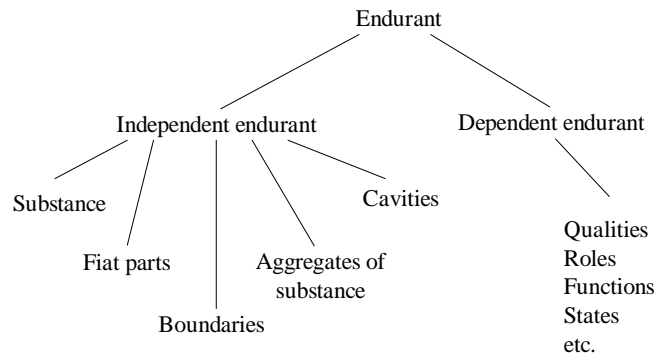 Endurant
Independent endurant
Dependent endurant
Substance
Fiat parts
Boundaries
Aggregates of
substance
Cavities
Qualities
Roles
Functions
States
etc.